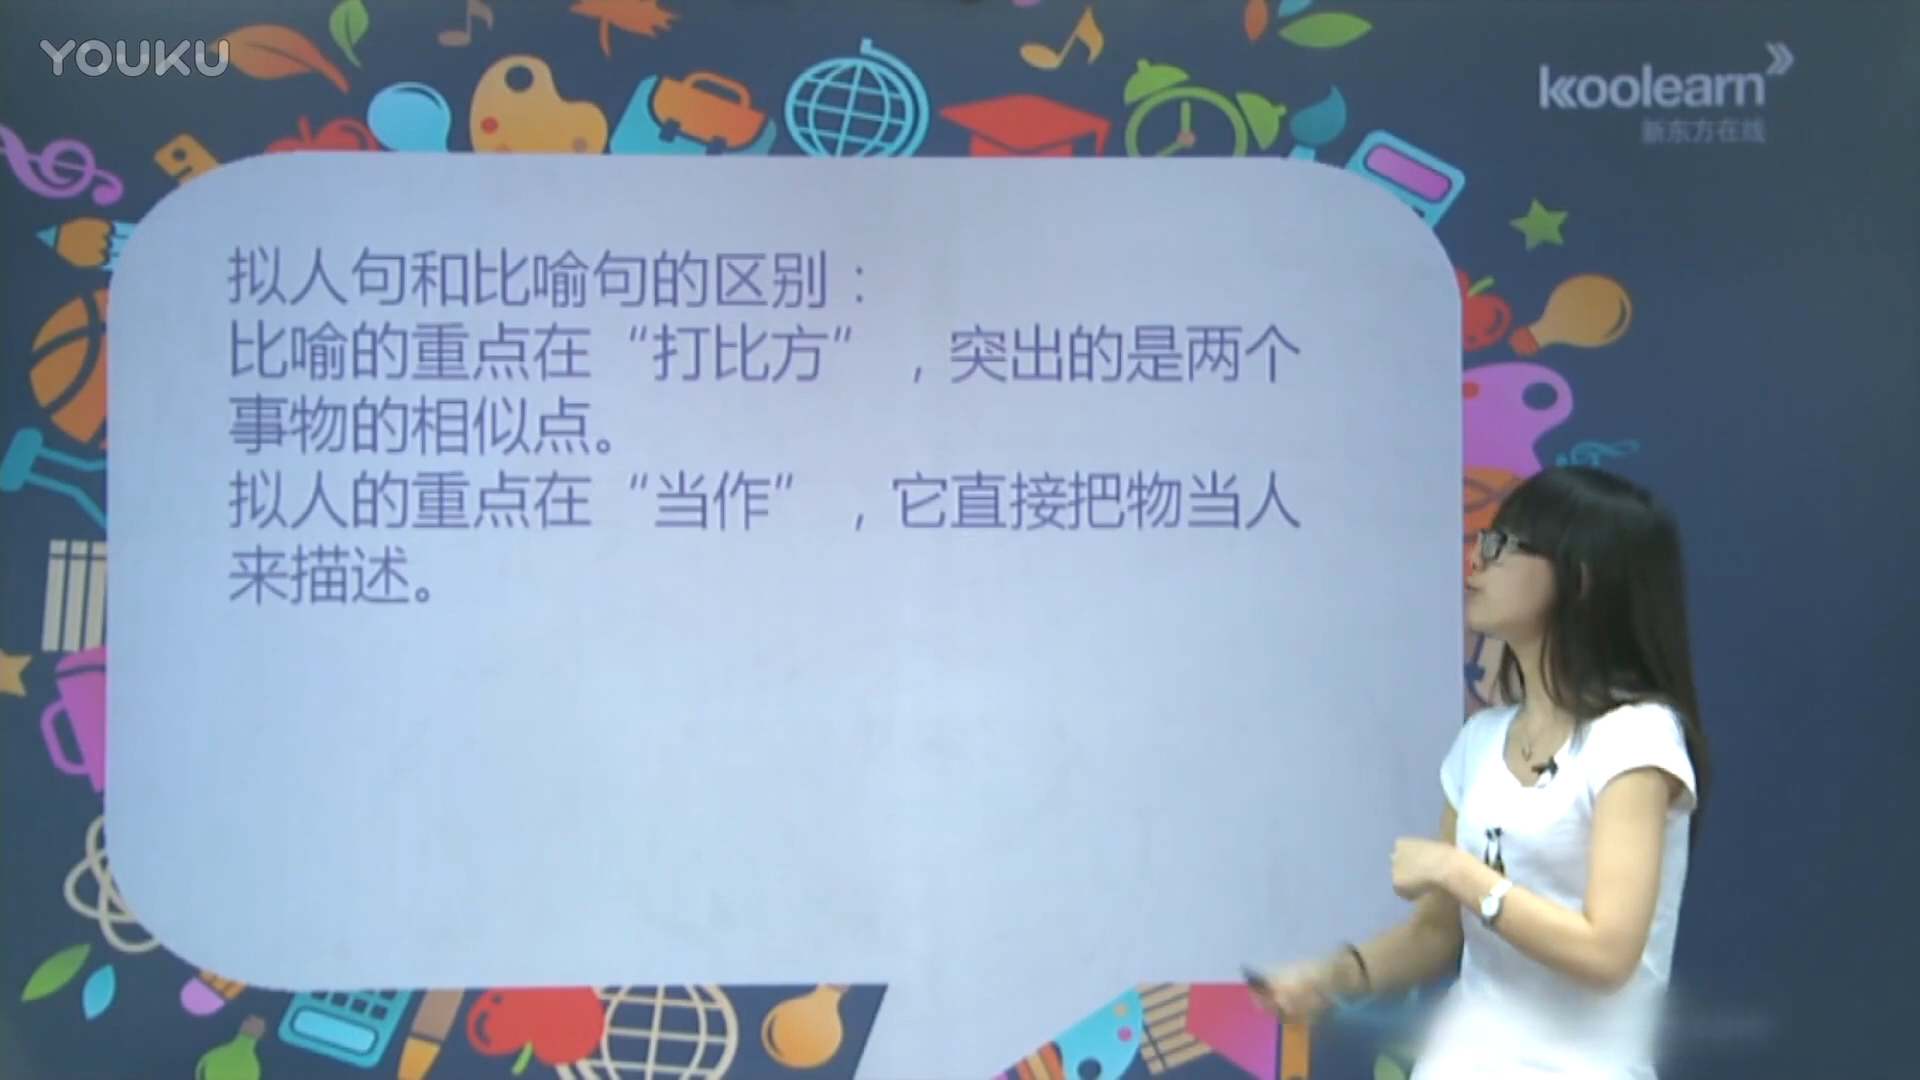 YOUKU
koolearn
新东方在线
拟人句和比喻句的区别：
比喻的重点在“打比方”，突出的是两个
事物的相似点。
拟人的重点在“当作”，它直接把物当人
来描述。